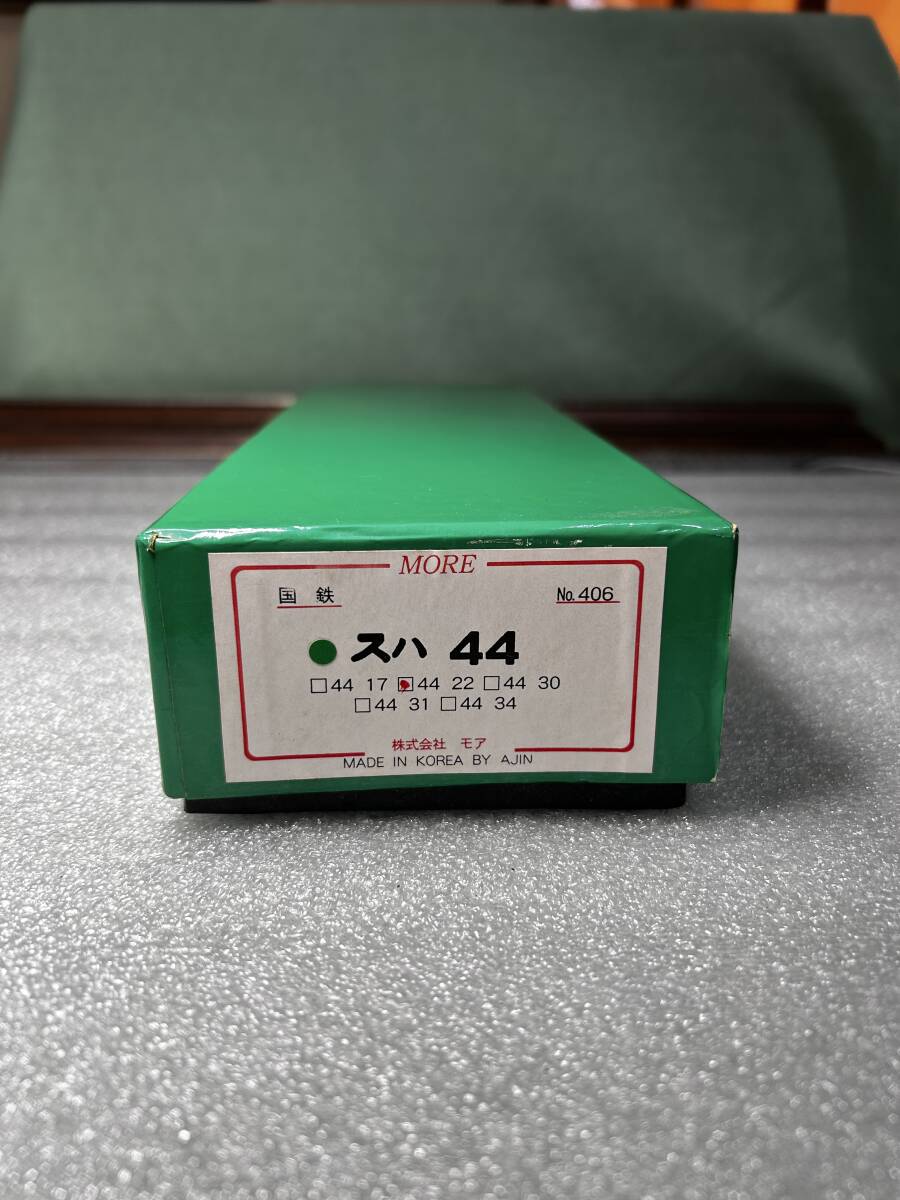 MORE
国鉄 No.406
スハ 44
□44 17 □44 22 □44 30
□44 31 □44 34
株式会社 モア
MADE IN KOREA BY AJIN